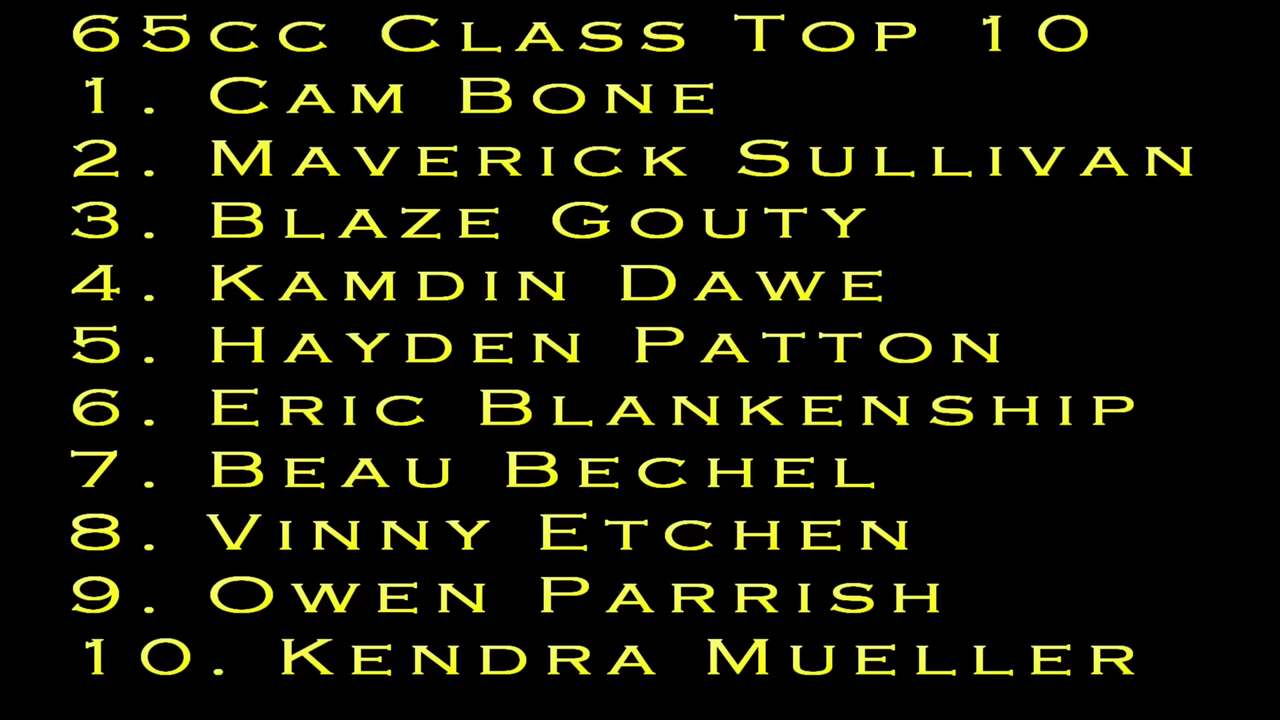 65cc Class Top 10
1. Cam Bone
2. Maverick Sullivan
3. Blaze Gouty
4. Kamdin Dawe
5. Hayden Patton
6. Eric Blankenship
7. Beau Bechel
8. Vinny Etchen
9. Owen Parrish
10. Kendra Mueller